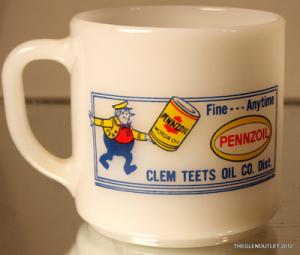 Fine --- Anytime
PENNZOIL
MOTOR OIL
PENNZOIL
CLEM TEETS OIL CO. Dist.
THEGLENOUTLET 2012